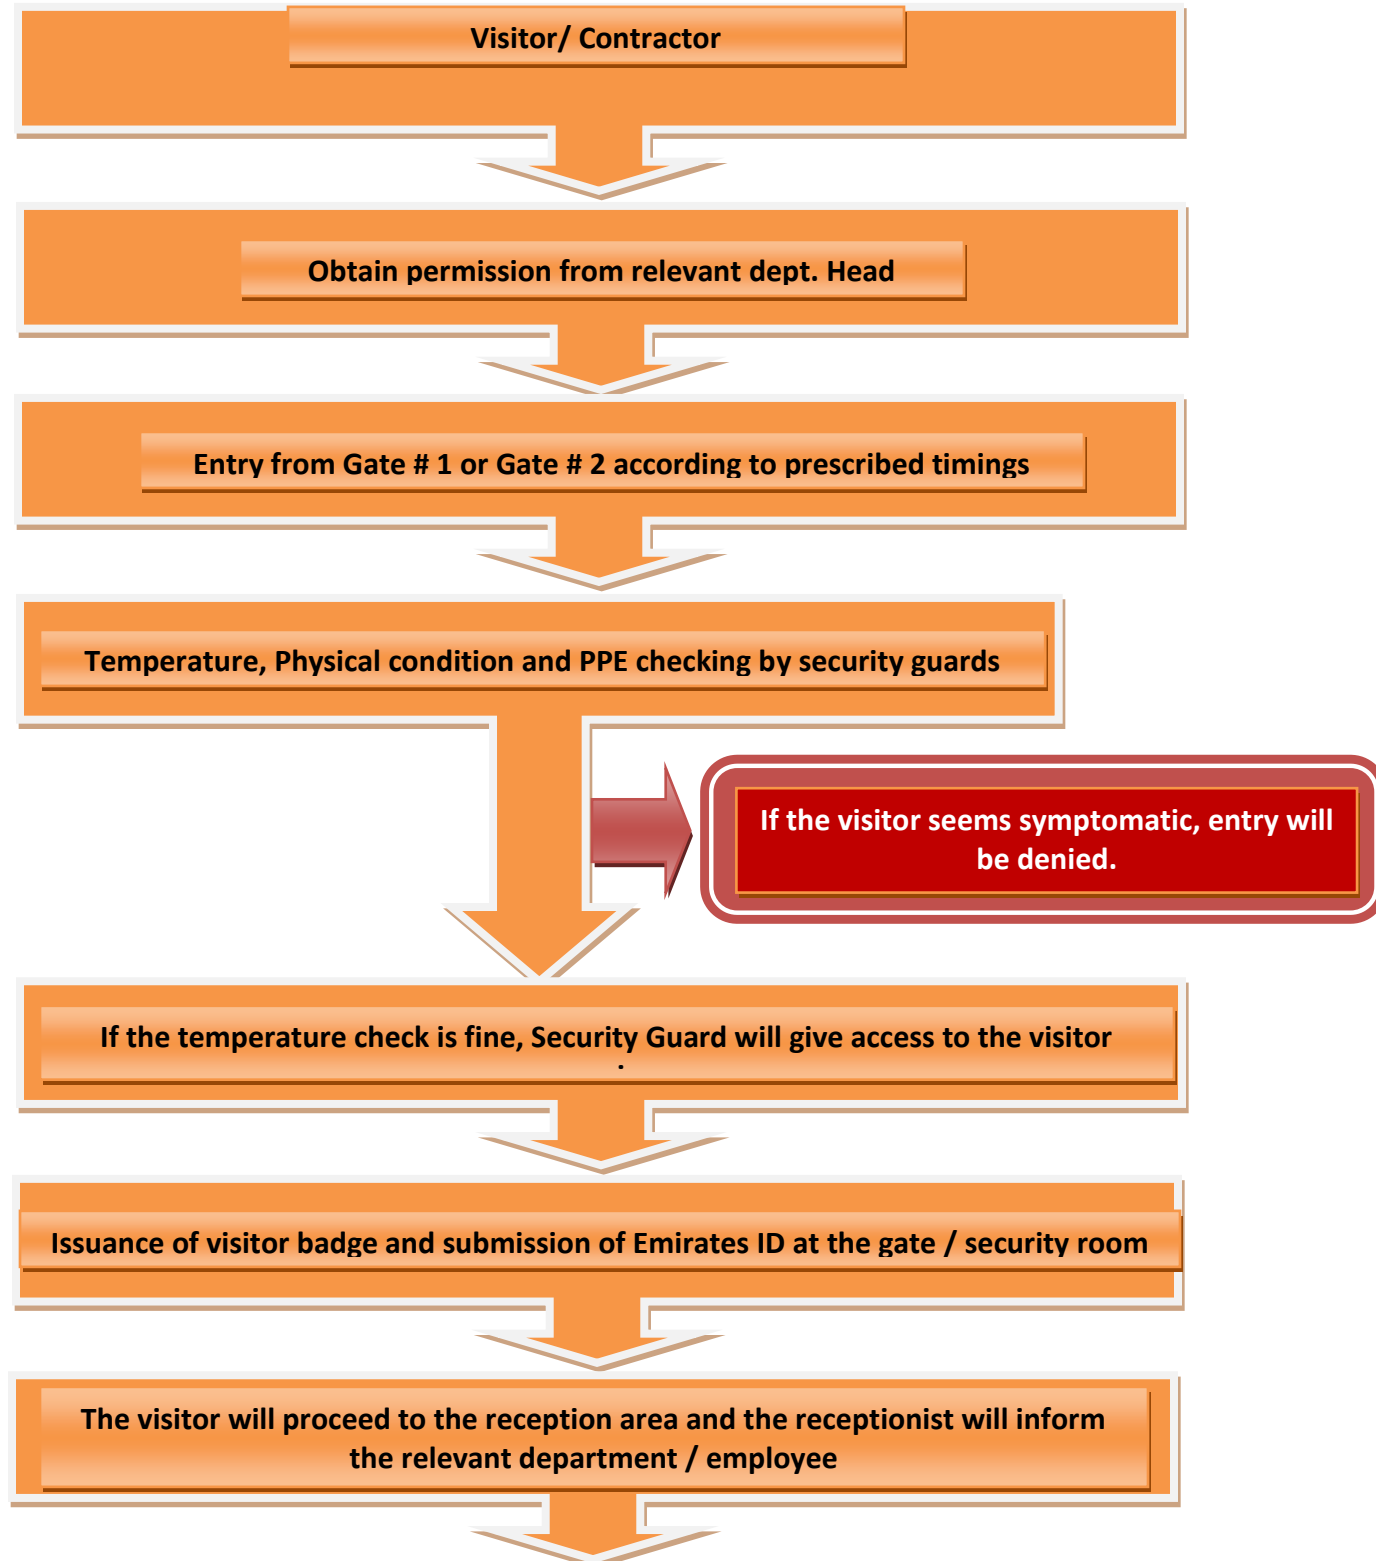 Visitor/ Contractor
Obtain permission from relevant dept. Head
Entry from Gate # 1 or Gate # 2 according to prescribed timings
Temperature, Physical condition and PPE checking by security guards
If the visitor seems symptomatic, entry will
be denied.
If the temperature check is fine, Security Guard will give access to the visitor
.
Issuance of visitor badge and submission of Emirates ID at the gate / security room
The visitor will proceed to the reception area and the receptionist will inform
the relevant department / employee